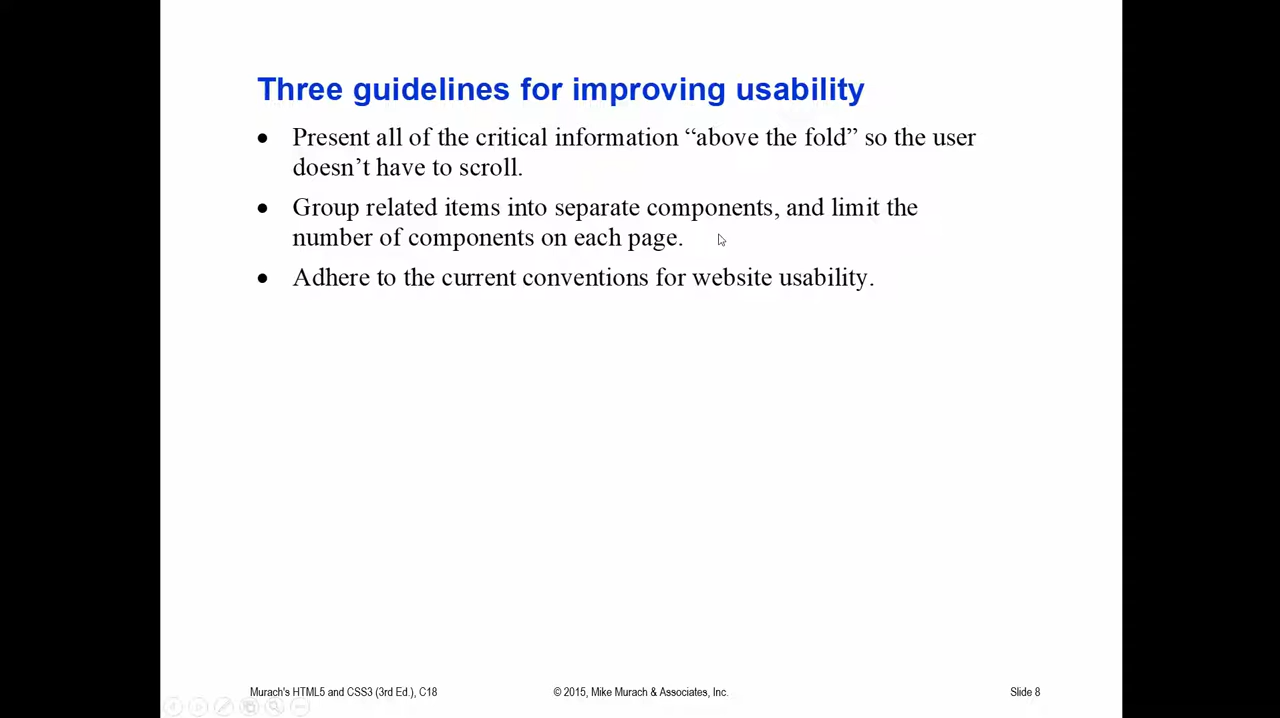 Three guidelines for improving usability
• Present all of the critical information “above the fold” so the user
doesn’t have to scroll.
• Group related items into separate components, and limit the
number of components on each page.
• Adhere to the current conventions for website usability.
Murach's HTML5 and CSS3 (3rd Ed.), C18
© 2015, Mike Murach & Associates, Inc.
Slide 8